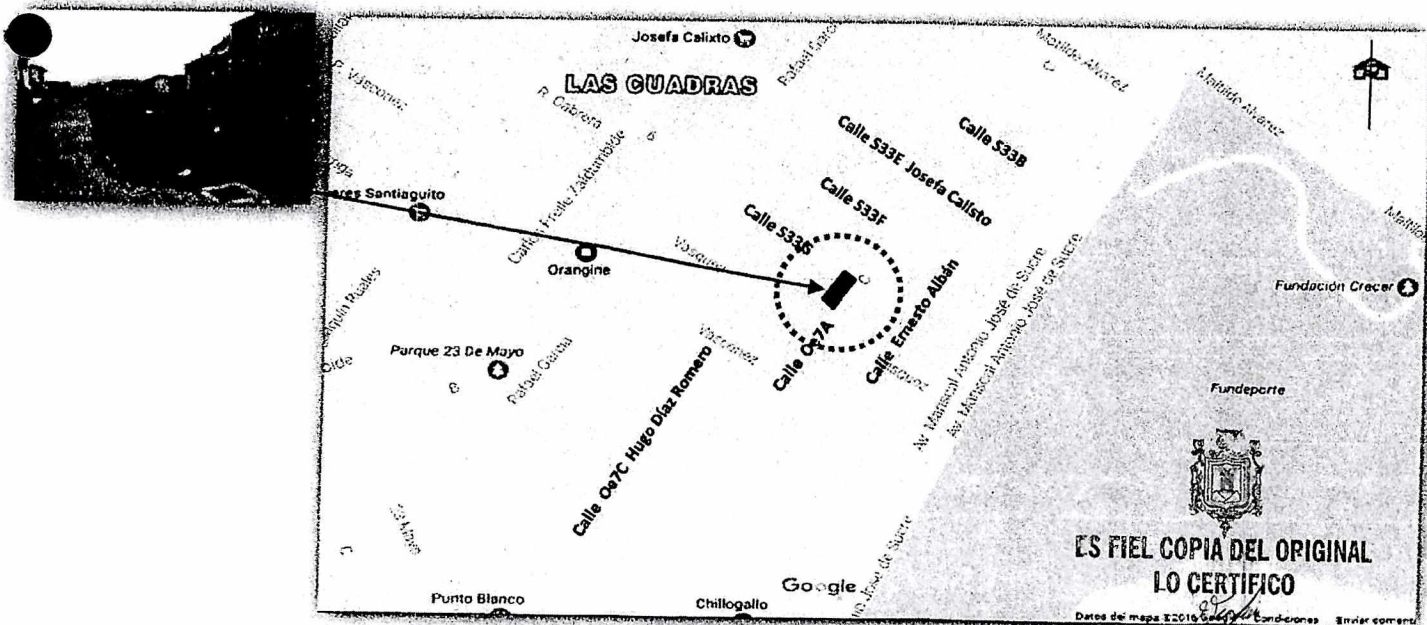 Josefa Calixto
LAS CUADRAS
Matilde Alvarez
Matilde Alvarez
R. Cabrera
Calle S33E Josefa Calisto
Calle S33B
Calle S33F
Calle S33G
Santiaguito
Orangine
Parque 23 De Mayo
Calle Oe7C Hugo Díaz Romero
Vasconez
Calle Oe7A
Calle Ernesto Albán
Av. Mariscal Antonio José de Sucre
Av. Mariscal Antonio José de Sucre
Fundación Crecer
Fundeporte
Punto Blanco
Chillogallo
Google
ES FIEL COPIA DEL ORIGINAL
LO CERTIFICO
Datos del mapa ©2016